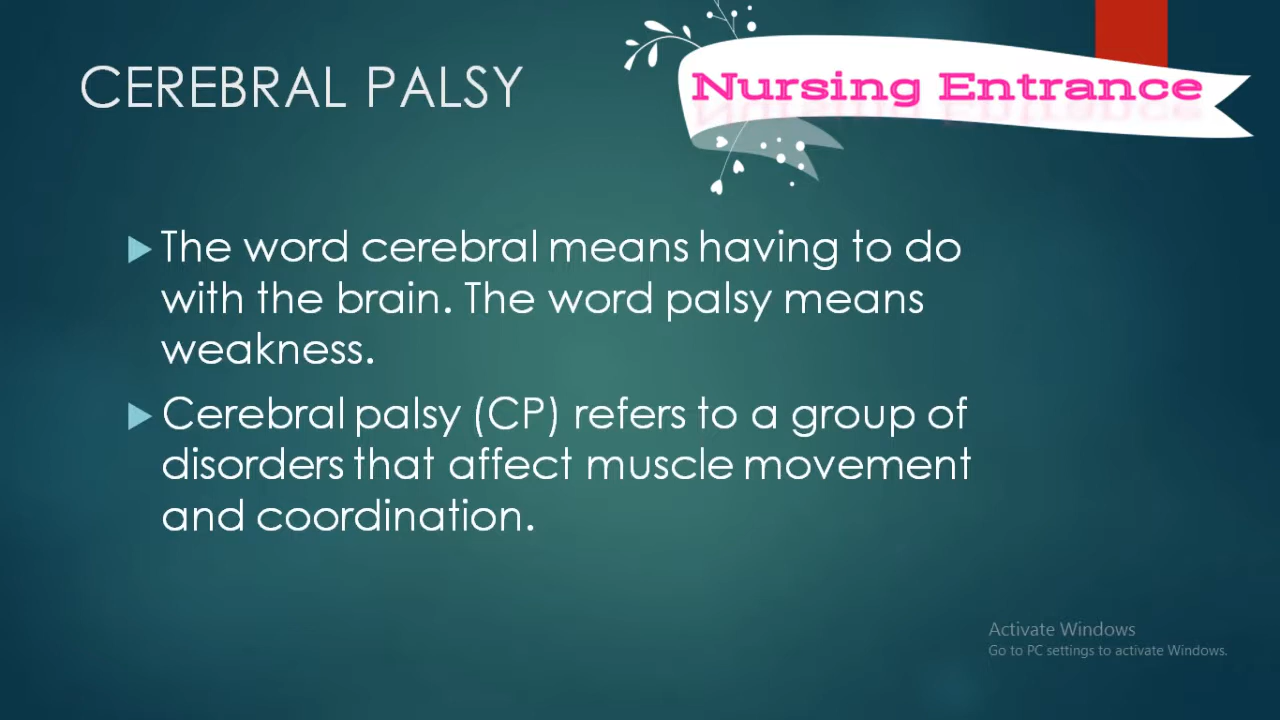 CEREBRAL PALSY
Nursing Entrance
The word cerebral means having to do
with the brain. The word palsy means
weakness.
Cerebral palsy (CP) refers to a group of
disorders that affect muscle movement
and coordination.
Activate Windows
Go to PC settings to activate Windows.